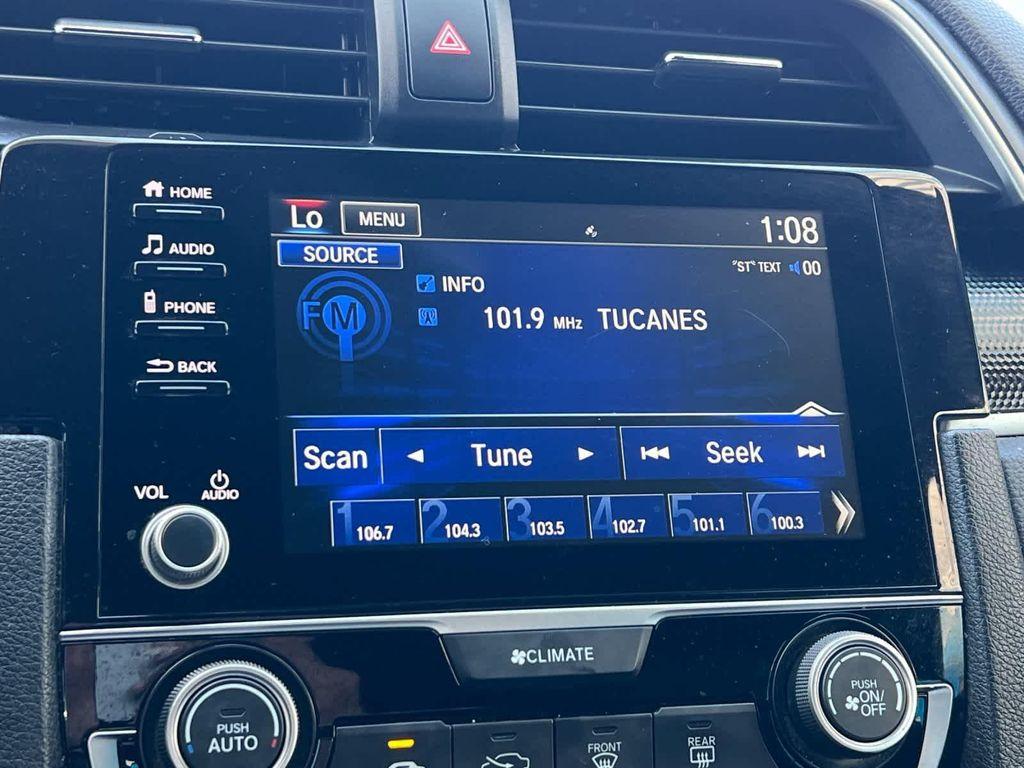 HOME
AUDIO
PHONE
BACK
VOL
AUDIO
Lo MENU 1:08
SOURCE
"ST" TEXT 00
FM
INFO
101.9 MHz TUCANES
Scan Tune Seek
1 106.7 2 104.3 3 103.5 4 102.7 5 101.1 6 100.3
CLIMATE
PUSH
AUTO
PUSH
ON/
OFF
FRONT
REAR